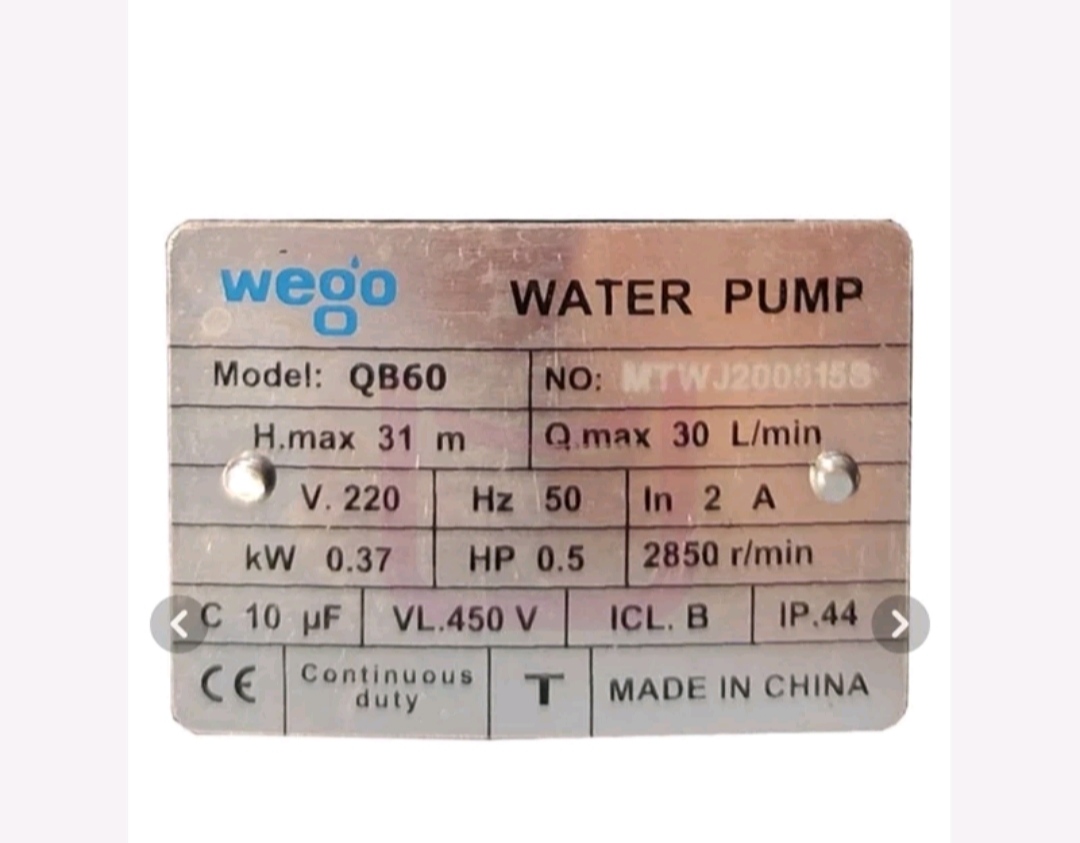 wego
WATER PUMP
Model: QB60
NO:
H.max 31 m
Q.max 30 L/min
V. 220
Hz 50
In 2 A
kW 0.37
HP 0.5
2850 r/min
C 10 µF
VL.450 V
ICL. B
IP.44
CE
Continuous
duty
T
MADE IN CHINA